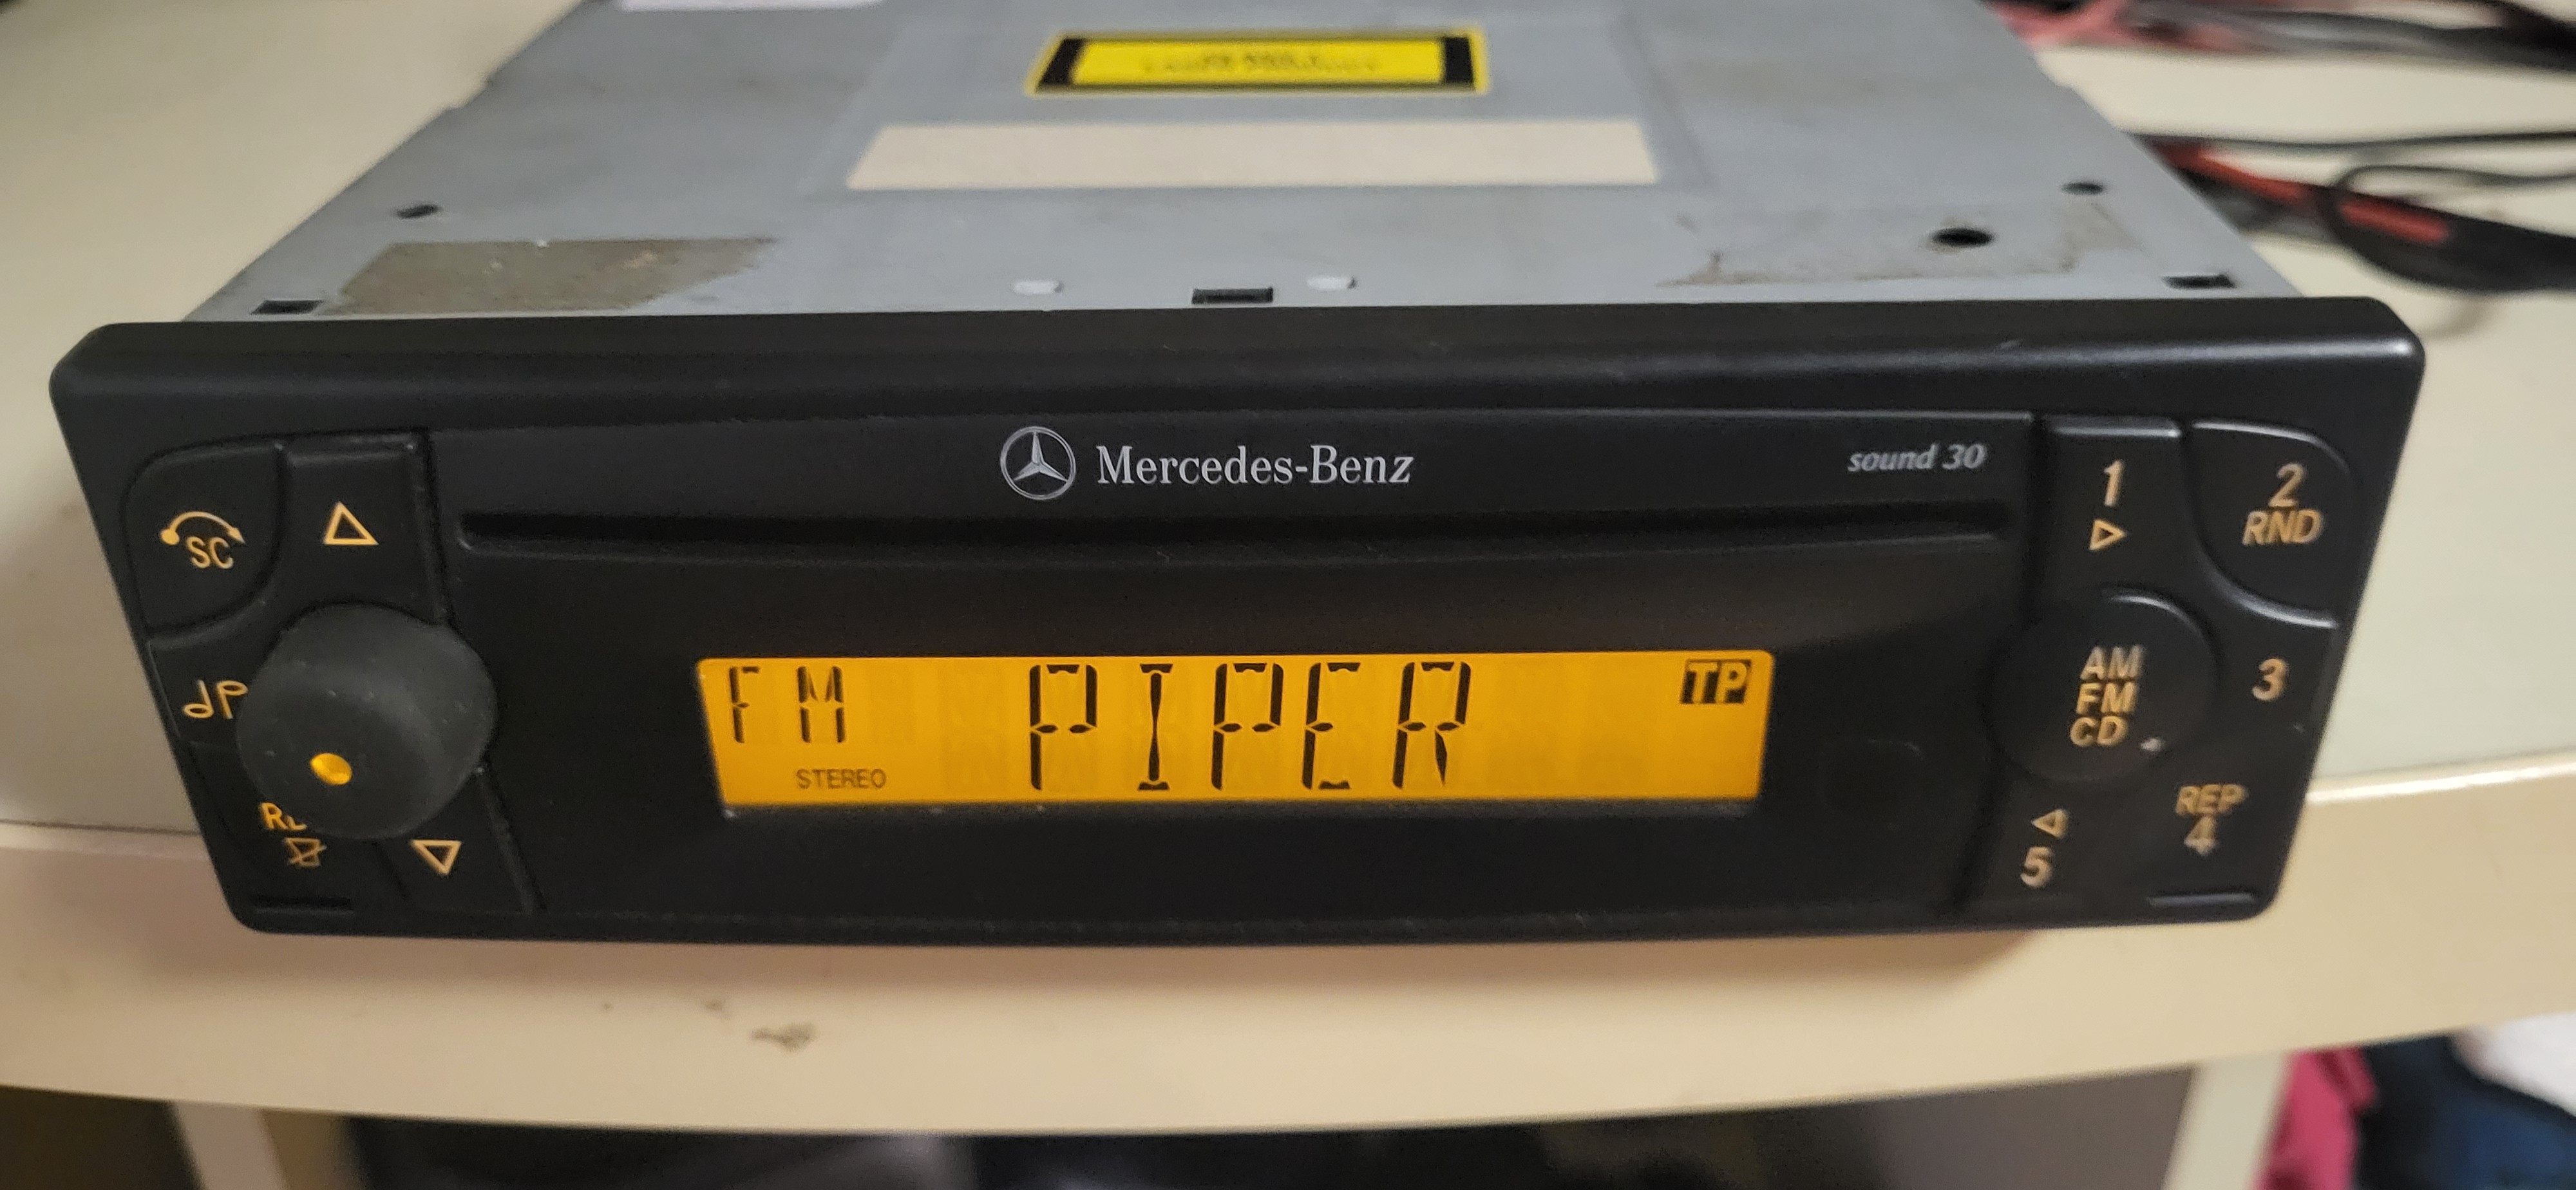 Mercedes-Benz
sound 30
SC
1
2
RND
FM
PIPER
TP
STEREO
AM
FM
CD
3
REP
4
5